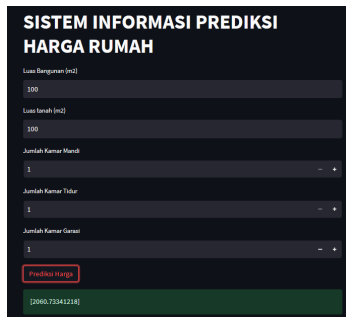 SISTEM INFORMASI PREDIKSI
HARGA RUMAH
Luas Bangunan (m2)
100
Luas tanah (m2)
100
Jumlah Kamar Mandi
1
− +
Jumlah Kamar Tidur
1
− +
Jumlah Kamar Garasi
1
− +
Prediksi Harga
[2060.73341218]